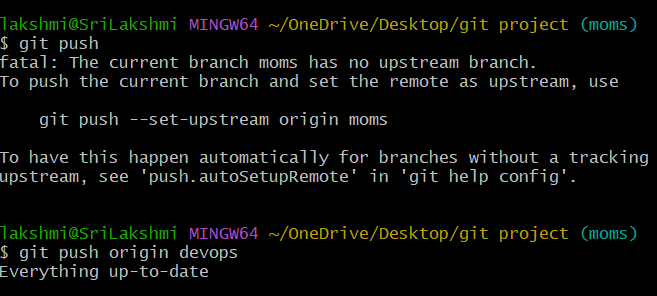 lakshmi@SriLakshmi MINGW64 ~/OneDrive/Desktop/git project (moms)
$ git push
fatal: The current branch moms has no upstream branch.
To push the current branch and set the remote as upstream, use
    git push --set-upstream origin moms
To have this happen automatically for branches without a tracking
upstream, see 'push.autoSetupRemote' in 'git help config'.
lakshmi@SriLakshmi MINGW64 ~/OneDrive/Desktop/git project (moms)
$ git push origin devops
Everything up-to-date